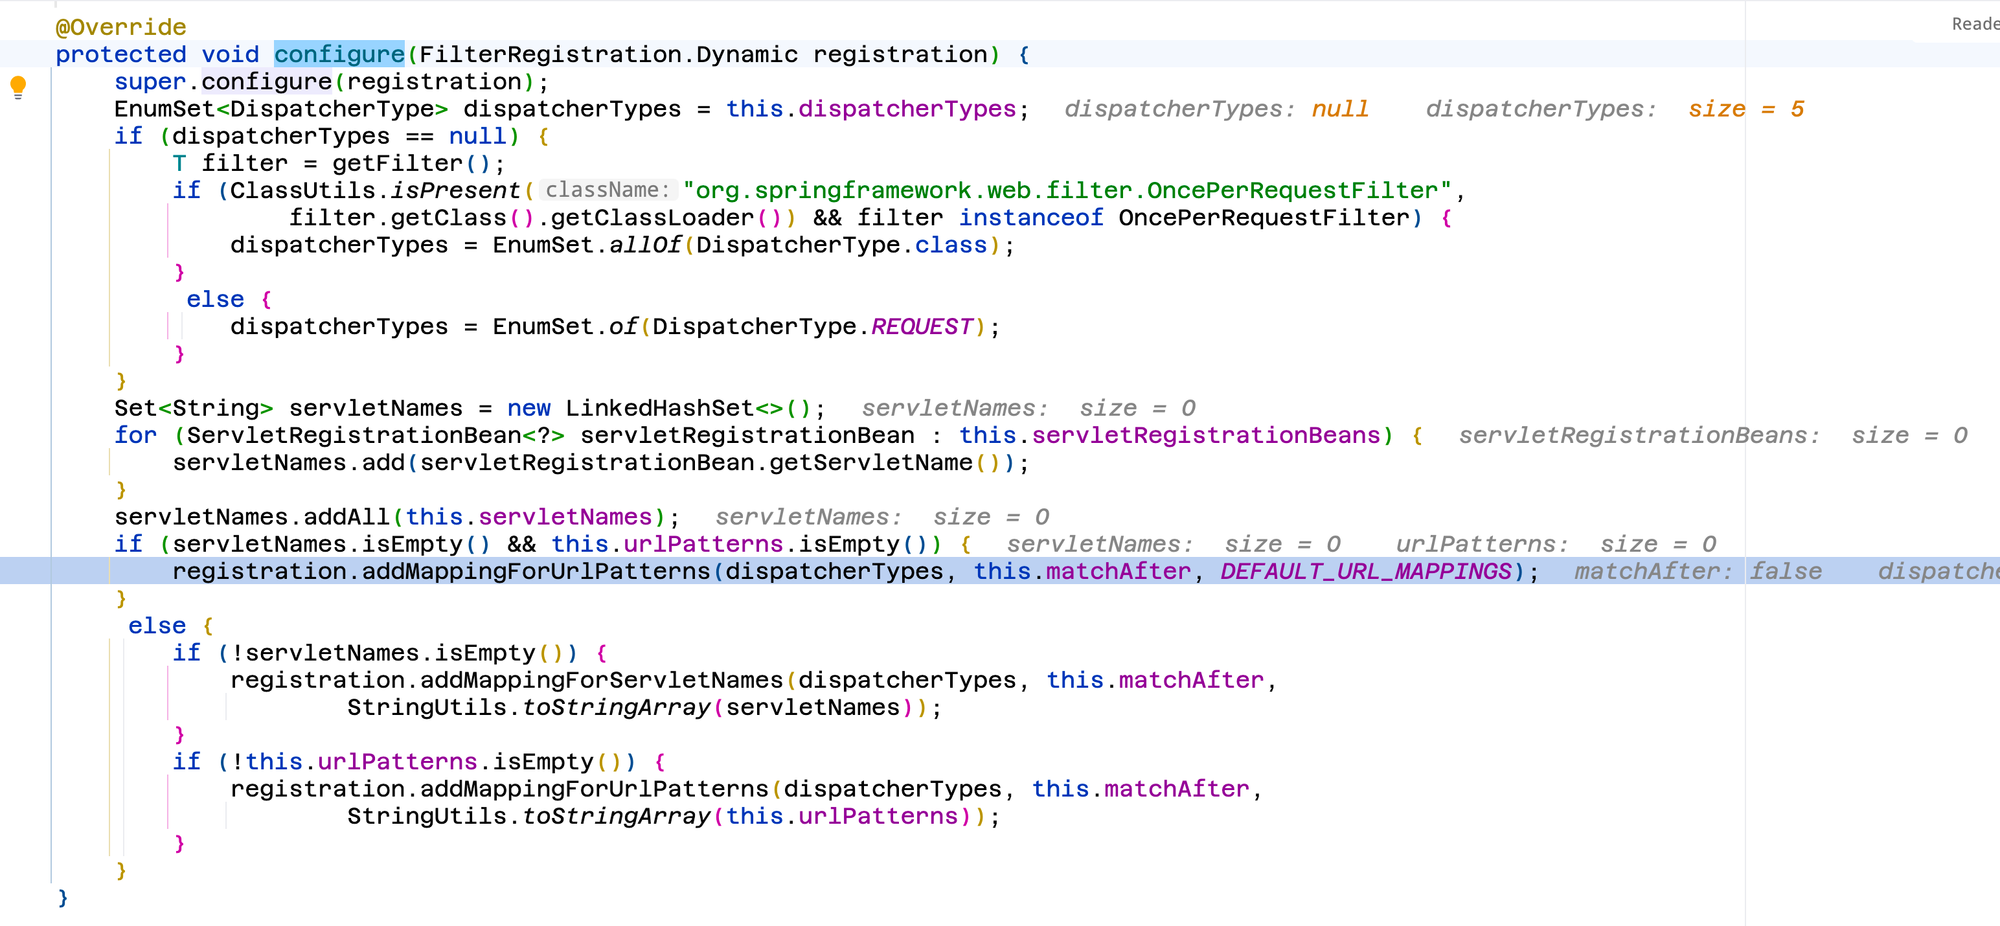 @Override
Reade
protected void configure(FilterRegistration.Dynamic registration) {
super.configure(registration);
EnumSet<DispatcherType> dispatcherTypes = this.dispatcherTypes; dispatcherTypes: null dispatcherTypes: size = 5
if (dispatcherTypes == null) {
T filter = getFilter();
if (ClassUtils.isPresent( className: "org.springframework.web.filter.OncePerRequestFilter",
filter.getClass().getClassLoader()) && filter instanceof OncePerRequestFilter) {
dispatcherTypes = EnumSet.allOf(DispatcherType.class);
}
else {
dispatcherTypes = EnumSet.of(DispatcherType.REQUEST);
}
}
Set<String> servletNames = new LinkedHashSet<>(); servletNames: size = 0
for (ServletRegistrationBean<?> servletRegistrationBean : this.servletRegistrationBeans) { servletRegistrationBeans: size = 0
servletNames.add(servletRegistrationBean.getServletName());
}
servletNames.addAll(this.servletNames); servletNames: size = 0
if (servletNames.isEmpty() && this.urlPatterns.isEmpty()) { servletNames: size = 0 urlPatterns: size = 0
registration.addMappingForUrlPatterns(dispatcherTypes, this.matchAfter, DEFAULT_URL_MAPPINGS); matchAfter: false dispatche
}
else {
if (!servletNames.isEmpty()) {
registration.addMappingForServletNames(dispatcherTypes, this.matchAfter,
StringUtils.toStringArray(servletNames));
}
if (!this.urlPatterns.isEmpty()) {
registration.addMappingForUrlPatterns(dispatcherTypes, this.matchAfter,
StringUtils.toStringArray(this.urlPatterns));
}
}
}